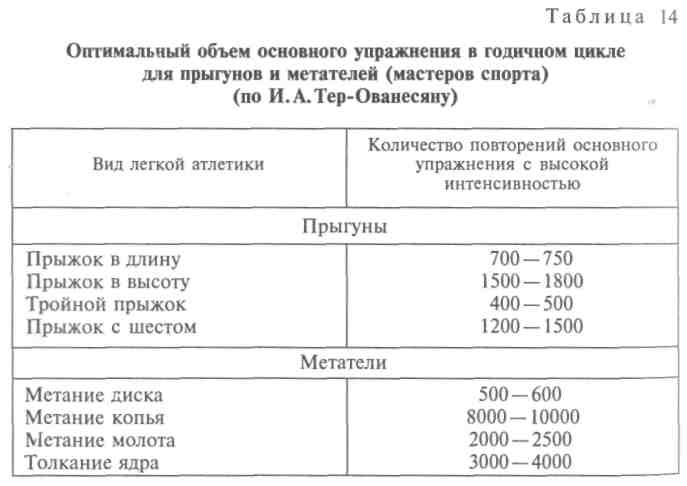 Таблица 14
Оптимальный объем основного упражнения в годичном цикле
для прыгунов и метателей (мастеров спорта)
(по И.А.Тер-Ованесяну)
Вид легкой атлетики
Количество повторений основного
упражнения с высокой
интенсивностью
Прыгуны
Прыжок в длину 700—750
Прыжок в высоту 1500—1800
Тройной прыжок 400—500
Прыжок с шестом 1200—1500
Метатели
Метание диска 500—600
Метание копья 8000—10000
Метание молота 2000—2500
Толкание ядра 3000—4000